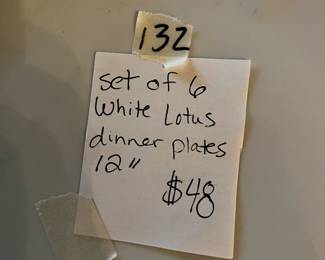 132
set of 6
White Lotus
dinner plates
12"
$48